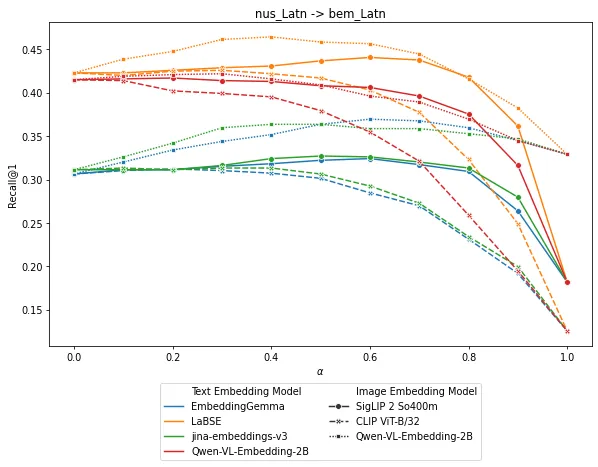 nus_Latn -> bem_Latn
0.45
0.40
0.35
0.30
0.25
0.20
0.15
Recall@1
0.0 0.2 0.4 0.6 0.8 1.0
α
Text Embedding Model Image Embedding Model
EmbeddingGemma SigLIP 2 So400m
LaBSE CLIP ViT-B/32
jina-embeddings-v3 Qwen-VL-Embedding-2B
Qwen-VL-Embedding-2B